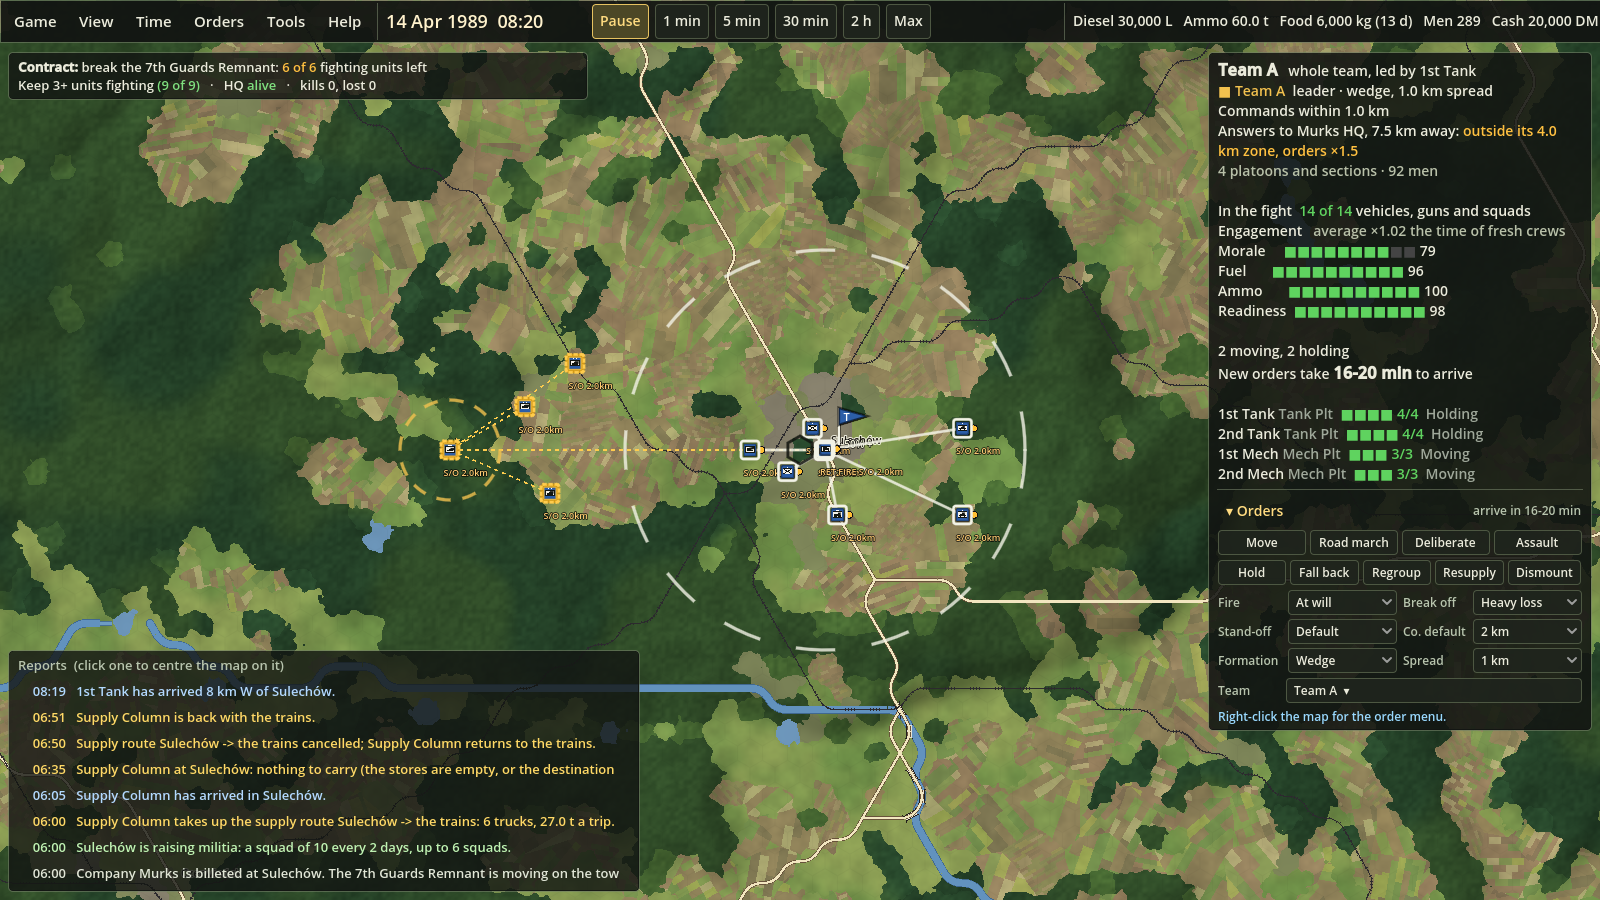 Game View Time Orders Tools Help 14 Apr 1989 08:20 Pause 1 min 5 min 30 min 2 h Max Diesel 30,000 L Ammo 60.0 t Food 6,000 kg (13 d) Men 289 Cash 20,000 DM
Contract: break the 7th Guards Remnant: 6 of 6 fighting units left
Keep 3+ units fighting (9 of 9) · HQ alive · kills 0, lost 0
S/O 2.0km
S/O 2.0km
S/O 2.0km
S/O 2.0km
T
Sulechów
S/O 2.0km
RET.FIRE
S/O 2.0km
S/O 2.0km
S/O 2.0km
S/O 2.0km
Team A whole team, led by 1st Tank
Team A leader · wedge, 1.0 km spread
Commands within 1.0 km
Answers to Murks HQ, 7.5 km away: outside its 4.0
km zone, orders ×1.5
4 platoons and sections · 92 men
In the fight 14 of 14 vehicles, guns and squads
Engagement average ×1.02 the time of fresh crews
Morale 79
Fuel 96
Ammo 100
Readiness 98
2 moving, 2 holding
New orders take 16-20 min to arrive
1st Tank Tank Plt 4/4 Holding
2nd Tank Tank Plt 4/4 Holding
1st Mech Mech Plt 3/3 Moving
2nd Mech Mech Plt 3/3 Moving
▾ Orders arrive in 16-20 min
Move Road march Deliberate Assault
Hold Fall back Regroup Resupply Dismount
Fire At will Break off Heavy loss
Stand-off Default Co. default 2 km
Formation Wedge Spread 1 km
Team Team A ▾
Right-click the map for the order menu.
Reports (click one to centre the map on it)
08:19 1st Tank has arrived 8 km W of Sulechów.
06:51 Supply Column is back with the trains.
06:50 Supply route Sulechów -> the trains cancelled; Supply Column returns to the trains.
06:35 Supply Column at Sulechów: nothing to carry (the stores are empty, or the destination
06:05 Supply Column has arrived in Sulechów.
06:00 Supply Column takes up the supply route Sulechów -> the trains: 6 trucks, 27.0 t a trip.
06:00 Sulechów is raising militia: a squad of 10 every 2 days, up to 6 squads.
06:00 Company Murks is billeted at Sulechów. The 7th Guards Remnant is moving on the tow